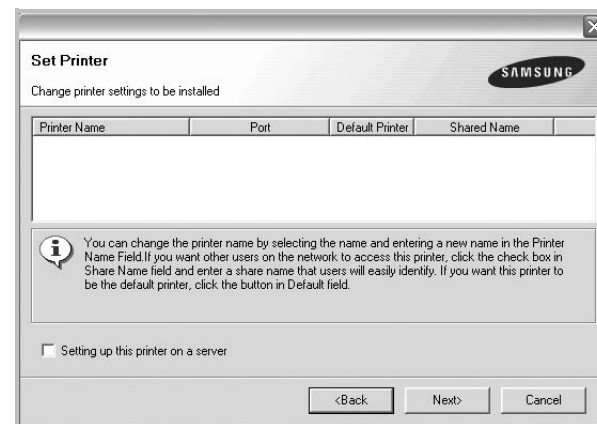 Set Printer
SAMSUNG
Change printer settings to be installed
Printer Name Port Default Printer Shared Name
You can change the printer name by selecting the name and entering a new name in the Printer
Name Field.If you want other users on the network to access this printer, click the check box in
Share Name field and enter a share name that users will easily identify. If you want this printer to
be the default printer, click the button in Default field.
Setting up this printer on a server
<Back Next> Cancel